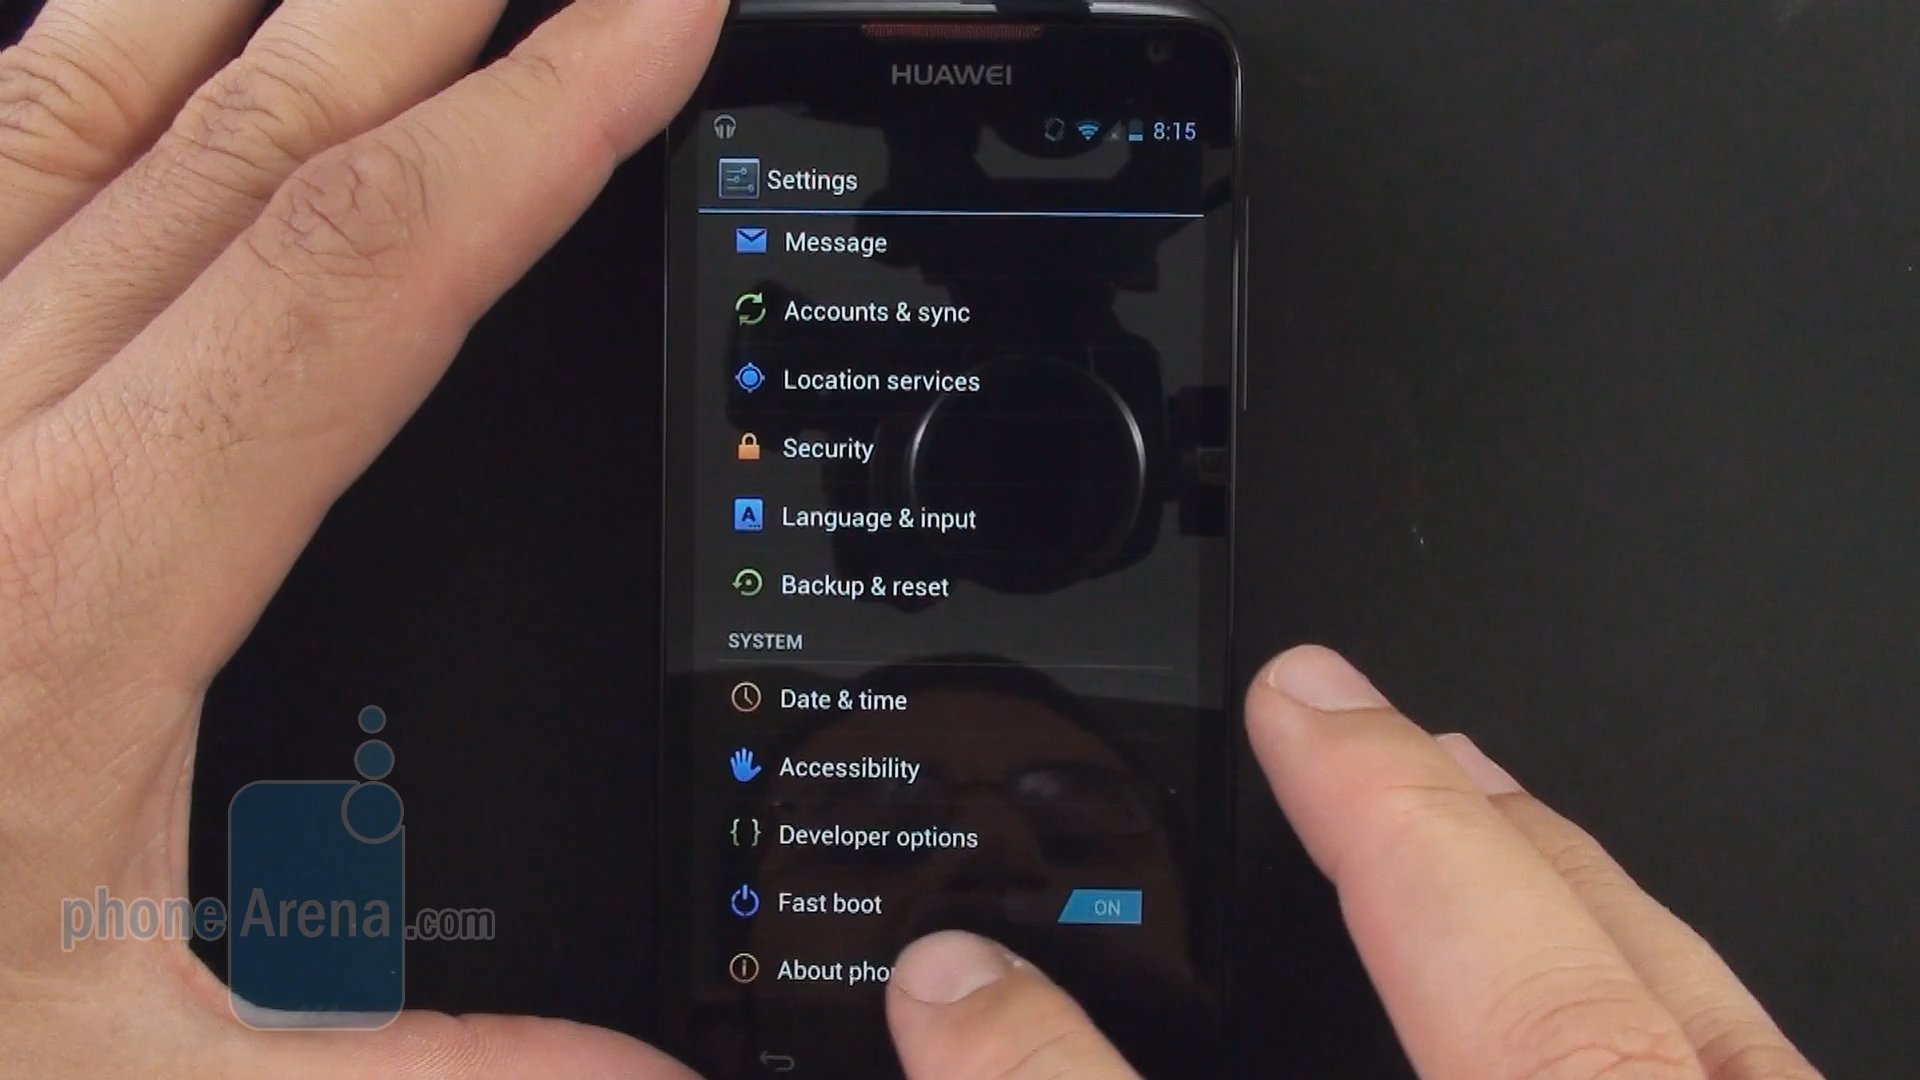 HUAWEI
8:15
Settings
Message
Accounts & sync
Location services
Security
Language & input
Backup & reset
SYSTEM
Date & time
Accessibility
{ } Developer options
Fast boot ON
About pho
phoneArena.com